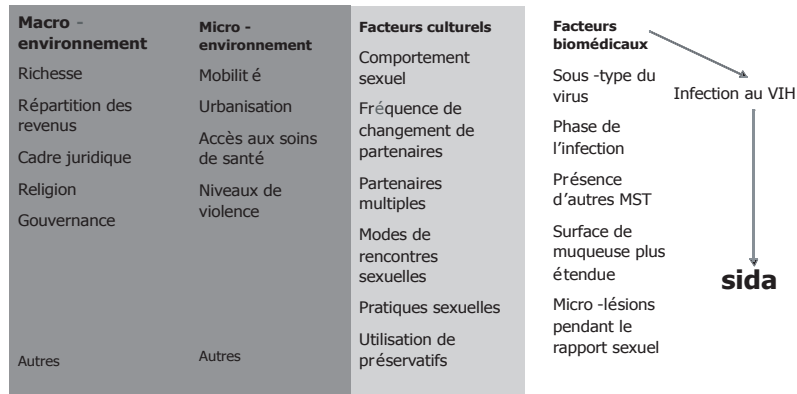 Macro -
environnement
Richesse
Répartition des
revenus
Cadre juridique
Religion
Gouvernance
Autres
Micro -
environnement
Mobilit é
Urbanisation
Accès aux soins
de santé
Niveaux de
violence
Autres
Facteurs culturels
Comportement
sexuel
Fréquence de
changement de
partenaires
Partenaires
multiples
Modes de
rencontres
sexuelles
Pratiques sexuelles
Utilisation de
préservatifs
Facteurs
biomédicaux
Sous -type du
virus
Phase de
l'infection
Présence
d'autres MST
Surface de
muqueuse plus
étendue
Micro -lésions
pendant le
rapport sexuel
Infection au VIH
sida